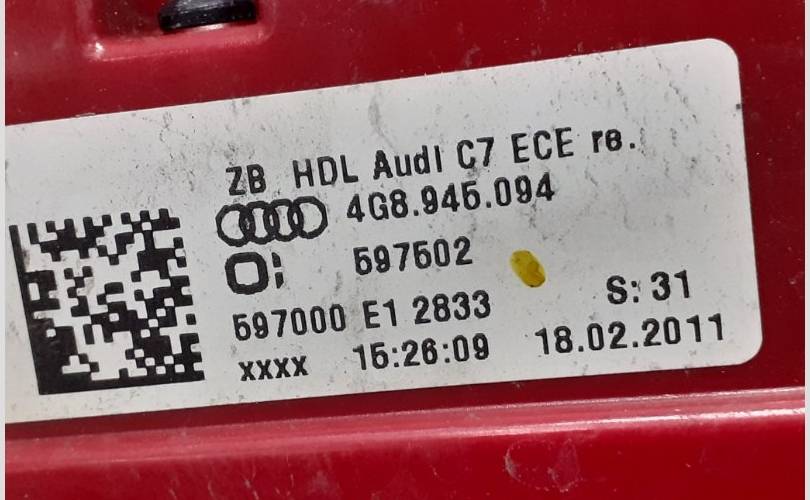 ZB HDL Audi C7 ECE re.
4G8.945.094
597502
597000 E1 2833
S: 31
xxxx 15:26:09 18.02.2011